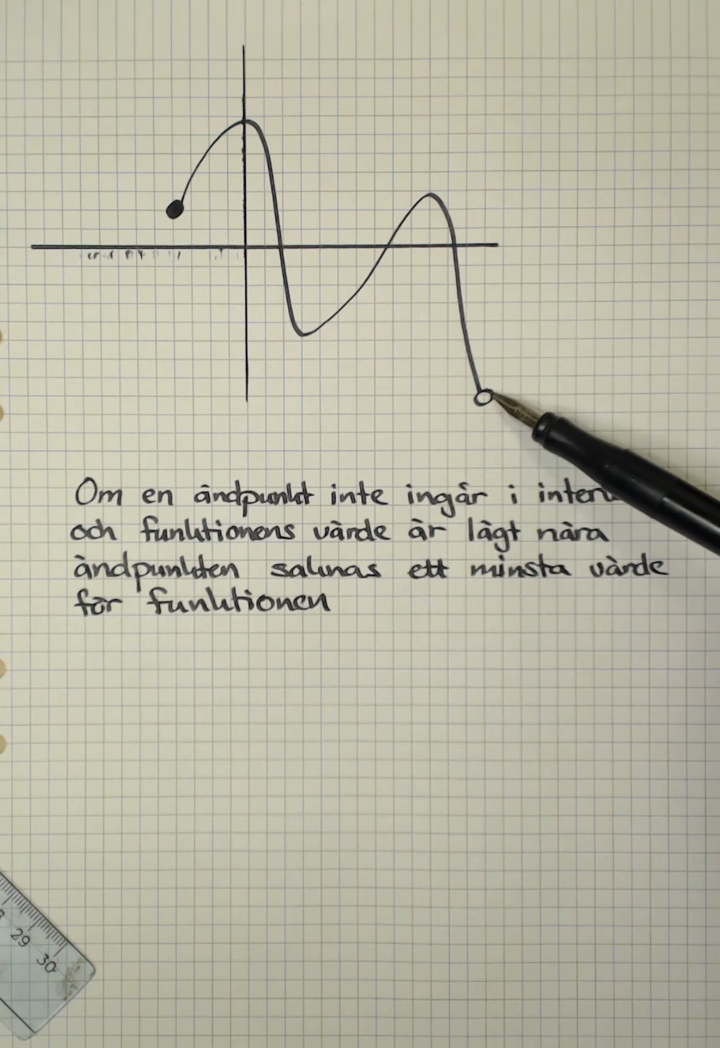 Om en ändpunkt inte ingår i
och funktionens värde är lågt nära
ändpunkten saknas ett minsta värde
för funktionen
29
30